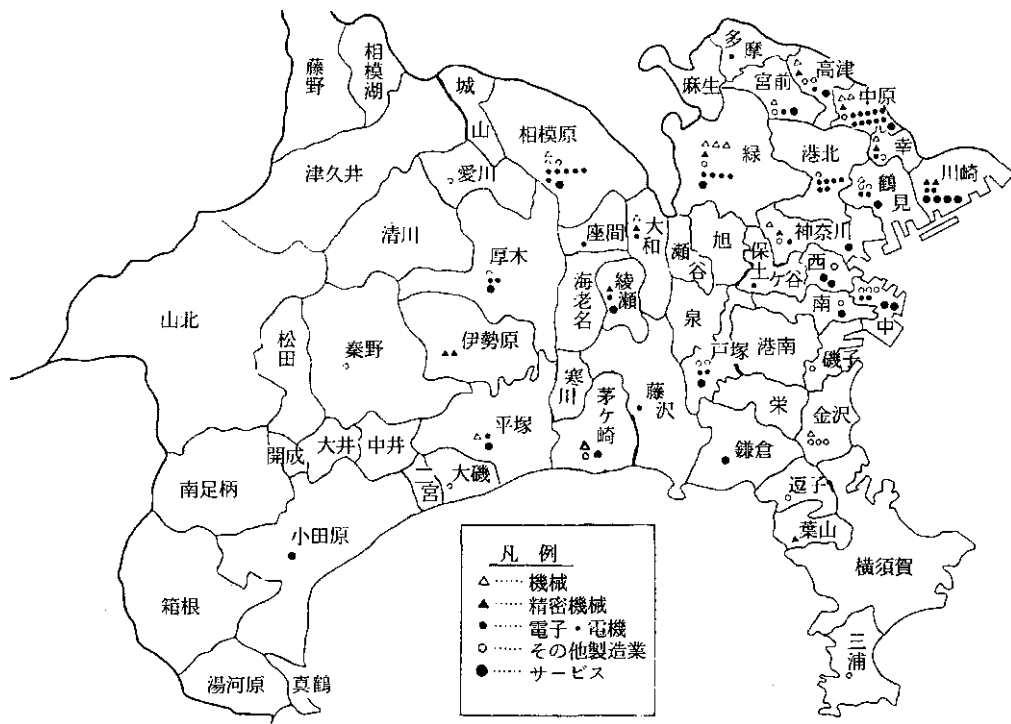 多摩
高津
麻生
宮前
中原
幸
川崎
緑
港北
鶴見
神奈川
藤野
相模湖
城山
相模原
津久井
愛川
清川
厚木
座間
大和
瀬谷
旭
保土ヶ谷
西
南
中
海老名
綾瀬
泉
戸塚
港南
磯子
山北
松田
秦野
伊勢原
寒川
茅ヶ崎
藤沢
栄
金沢
鎌倉
平塚
開成
大井
中井
二宮
大磯
南足柄
小田原
逗子
葉山
横須賀
三浦
箱根
湯河原
真鶴
凡例
△ …… 機械
▲ …… 精密機械
• …… 電子・電機
○ …… その他製造業
● …… サービス